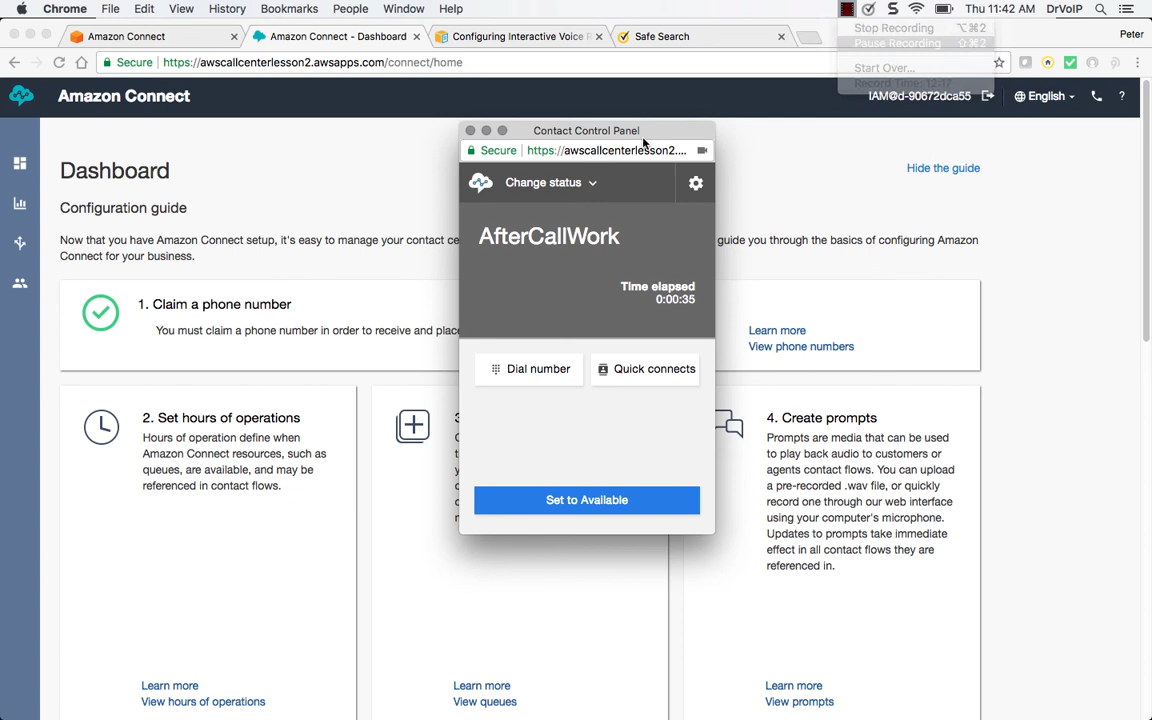 Chrome File Edit View History Bookmarks People Window Help Thu 11:42 AM DrVoIP
Stop Recording ⌥⌘2
Pause Recording ⇧⌘2
Start Over...
Record Time: 12:17
Amazon Connect Amazon Connect - Dashboard Configuring Interactive Voice R Safe Search Peter
Secure https://awscallcenterlesson2.awsapps.com/connect/home
Amazon Connect IAM@d-90672dca55 English ?
Dashboard
Hide the guide
Configuration guide
Now that you have Amazon Connect setup, it's easy to manage your contact ce guide you through the basics of configuring Amazon
Connect for your business.
1. Claim a phone number
You must claim a phone number in order to receive and place
Learn more
View phone numbers
2. Set hours of operations
Hours of operation define when
Amazon Connect resources, such as
queues, are available, and may be
referenced in contact flows.
Learn more
View hours of operations
3
Learn more
View queues
4. Create prompts
Prompts are media that can be used
to play back audio to customers or
agents contact flows. You can upload
a pre-recorded .wav file, or quickly
record one through our web interface
using your computer's microphone.
Updates to prompts take immediate
effect in all contact flows they are
referenced in.
Learn more
View prompts
Contact Control Panel
Secure https://awscallcenterlesson2....
Change status
AfterCallWork
Time elapsed
0:00:35
Dial number Quick connects
Set to Available